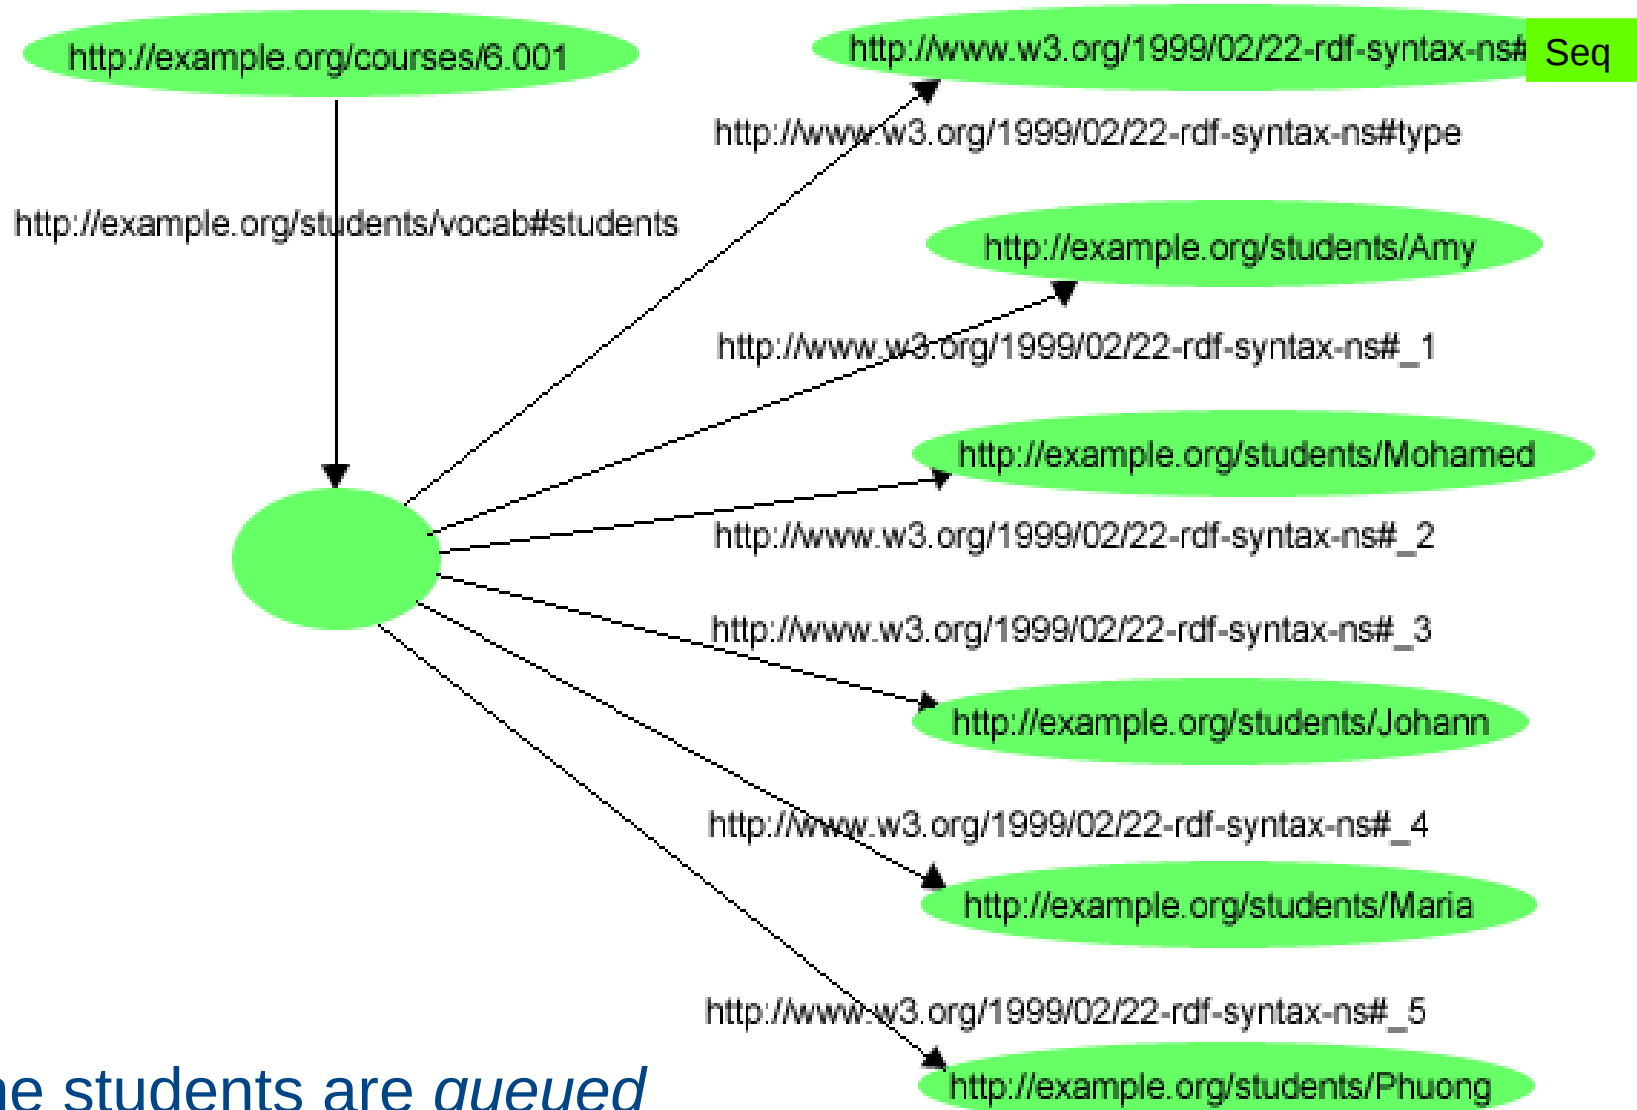 http://example.org/courses/6.001
http://www.w3.org/1999/02/22-rdf-syntax-ns# Seq
http://www.w3.org/1999/02/22-rdf-syntax-ns#type
http://example.org/students/vocab#students
http://example.org/students/Amy
http://www.w3.org/1999/02/22-rdf-syntax-ns#_1
http://example.org/students/Mohamed
http://www.w3.org/1999/02/22-rdf-syntax-ns#_2
http://www.w3.org/1999/02/22-rdf-syntax-ns#_3
http://example.org/students/Johann
http://www.w3.org/1999/02/22-rdf-syntax-ns#_4
http://example.org/students/Maria
http://www.w3.org/1999/02/22-rdf-syntax-ns#_5
http://example.org/students/Phuong
students are queued